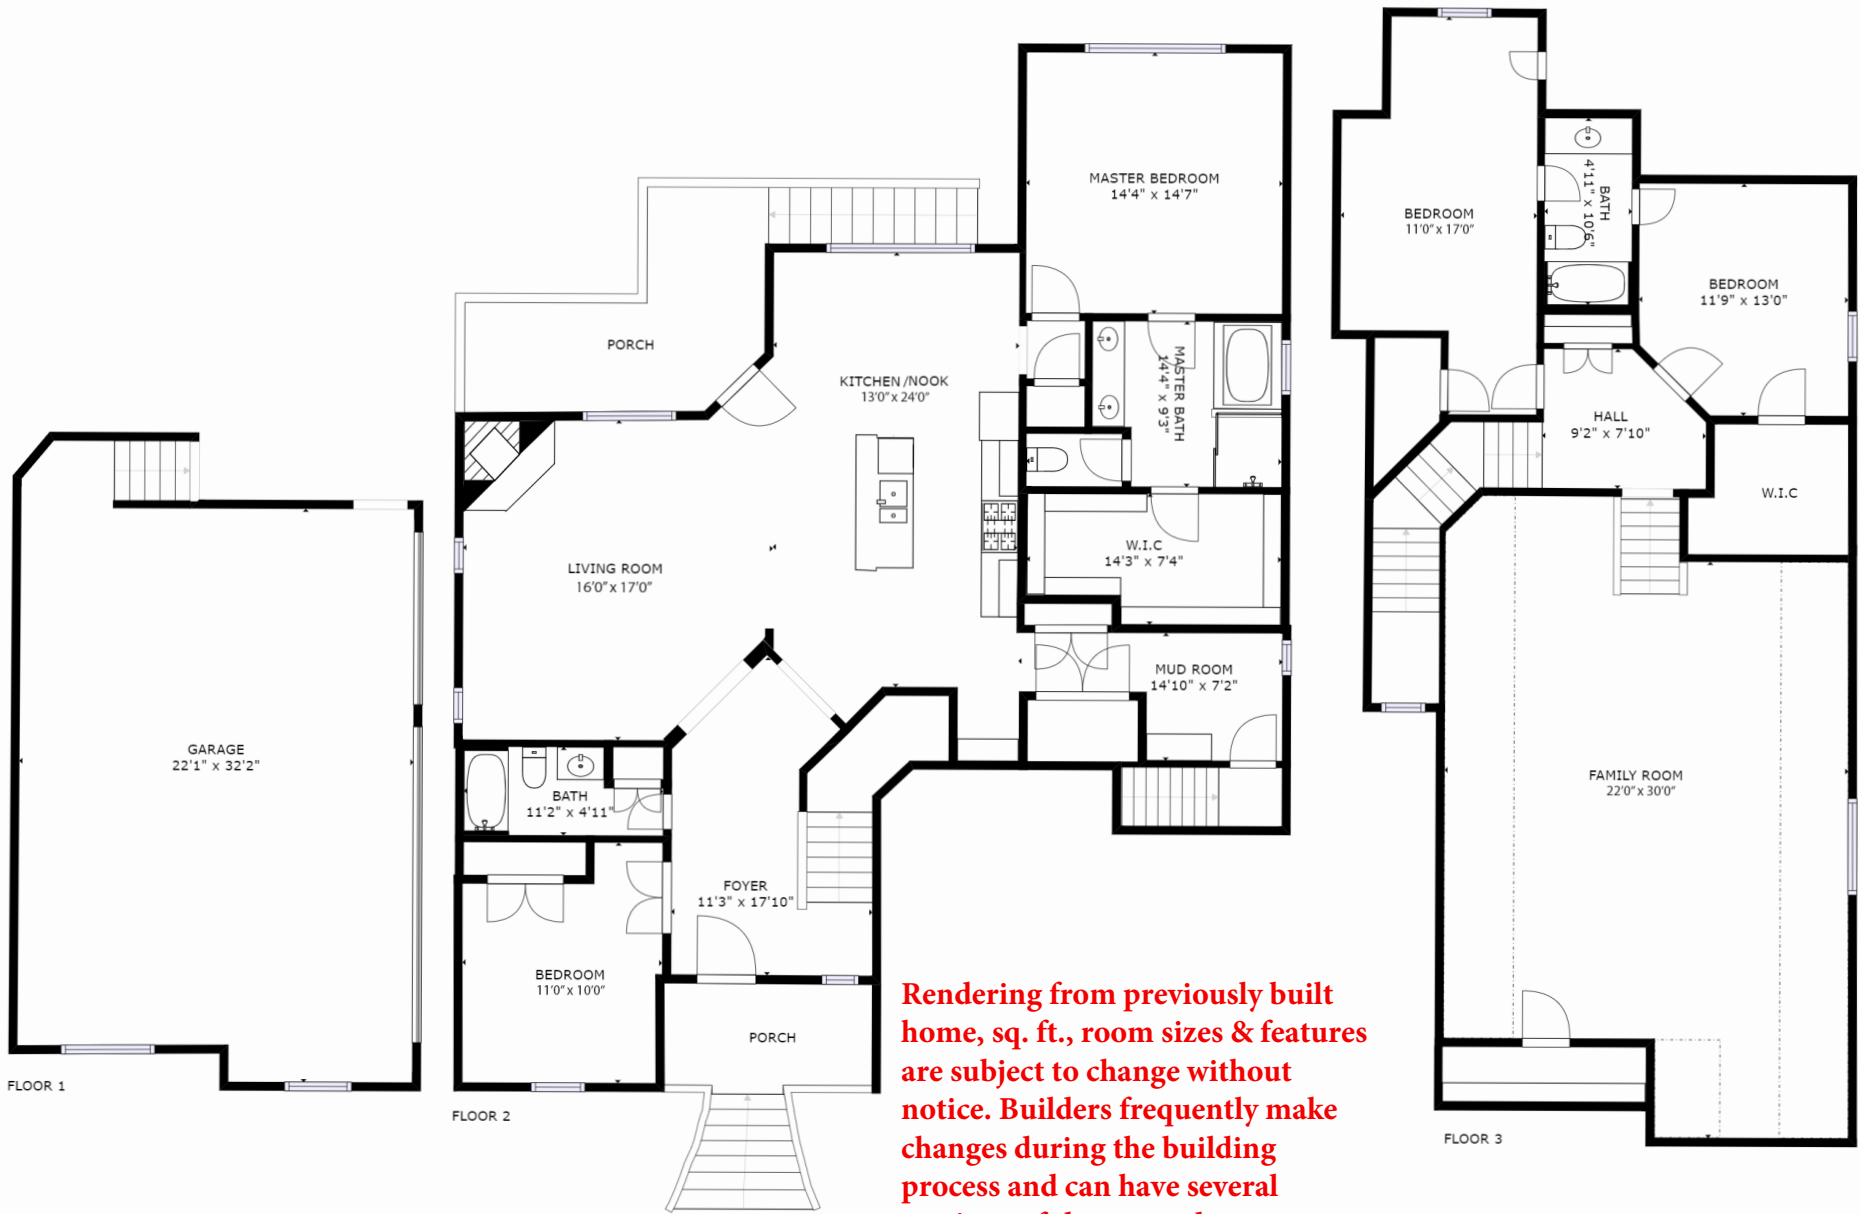 GARAGE
22'1" x 32'2"
FLOOR 1
PORCH
LIVING ROOM
16'0" x 17'0"
KITCHEN /NOOK
13'0" x 24'0"
MASTER BEDROOM
14'4" x 14'7"
MASTER BATH
14'4" x 9'3"
W.I.C
14'3" x 7'4"
MUD ROOM
14'10" x 7'2"
BATH
11'2" x 4'11"
FOYER
11'3" x 17'10"
BEDROOM
11'0" x 10'0"
PORCH
FLOOR 2
BEDROOM
11'0" x 17'0"
BATH
4'11" x 10'6"
BEDROOM
11'9" x 13'0"
HALL
9'2" x 7'10"
W.I.C
FAMILY ROOM
22'0" x 30'0"
FLOOR 3
Rendering from previously built
home, sq. ft., room sizes & features
are subject to change without
notice. Builders frequently make
changes during the building
process and can have several